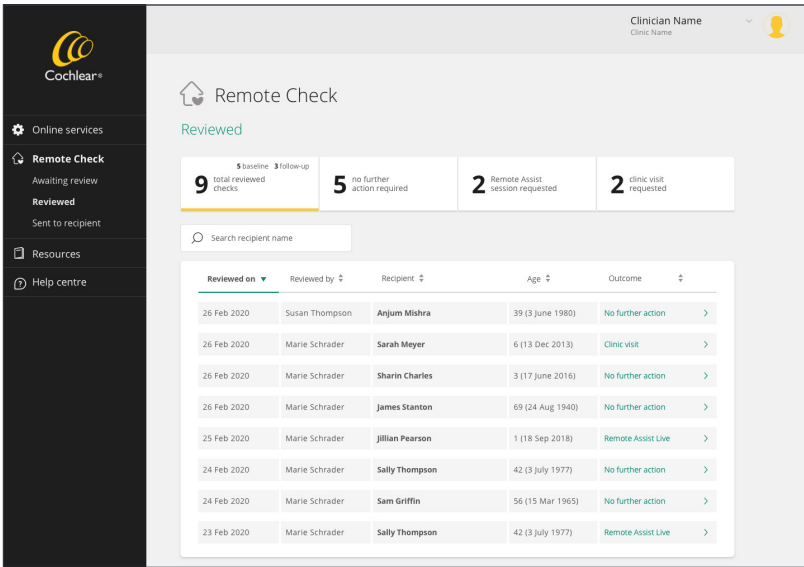 Clinician Name
Clinic Name
Cochlear®
Remote Check
Reviewed
Online services
Remote Check
Awaiting review
Reviewed
Sent to recipient
Resources
Help centre
5 baseline 3 follow-up
9 total reviewed checks
5 no further action required
2 Remote Assist session requested
2 clinic visit requested
Search recipient name
Reviewed on Reviewed by Recipient Age Outcome
26 Feb 2020 Susan Thompson Anjum Mishra 39 (3 June 1980) No further action
26 Feb 2020 Marie Schrader Sarah Meyer 6 (13 Dec 2013) Clinic visit
26 Feb 2020 Marie Schrader Sharin Charles 3 (17 June 2016) No further action
26 Feb 2020 Marie Schrader James Stanton 69 (24 Aug 1940) No further action
25 Feb 2020 Marie Schrader Jillian Pearson 1 (18 Sep 2018) Remote Assist Live
24 Feb 2020 Marie Schrader Sally Thompson 42 (3 July 1977) No further action
24 Feb 2020 Marie Schrader Sam Griffin 56 (15 Mar 1965) No further action
23 Feb 2020 Marie Schrader Sally Thompson 42 (3 July 1977) Remote Assist Live